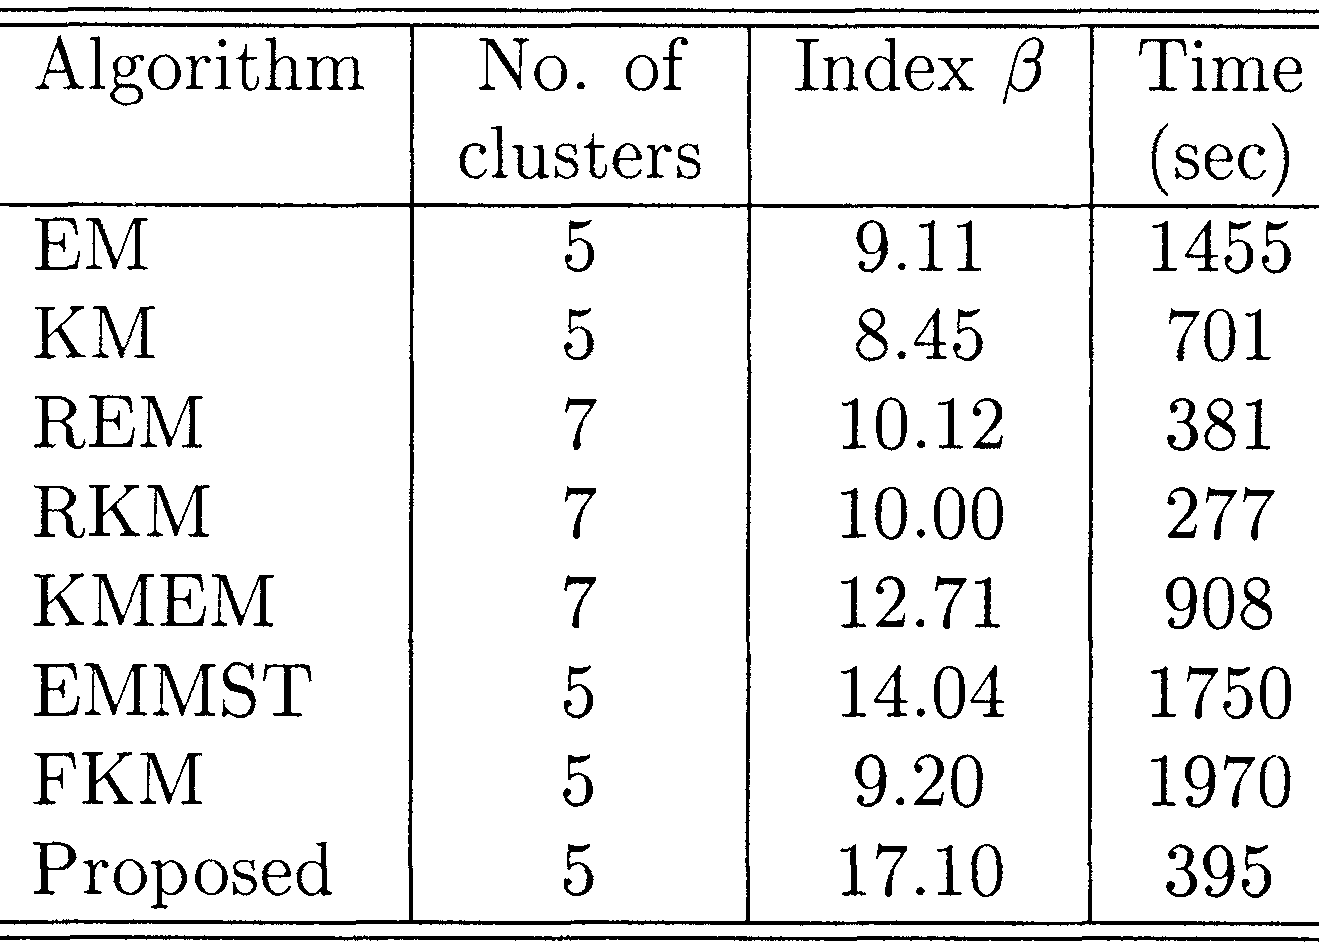 Algorithm No. of Index β Time
clusters (sec)
EM 5 9.11 1455
KM 5 8.45 701
REM 7 10.12 381
RKM 7 10.00 277
KMEM 7 12.71 908
EMMST 5 14.04 1750
FKM 5 9.20 1970
Proposed 5 17.10 395